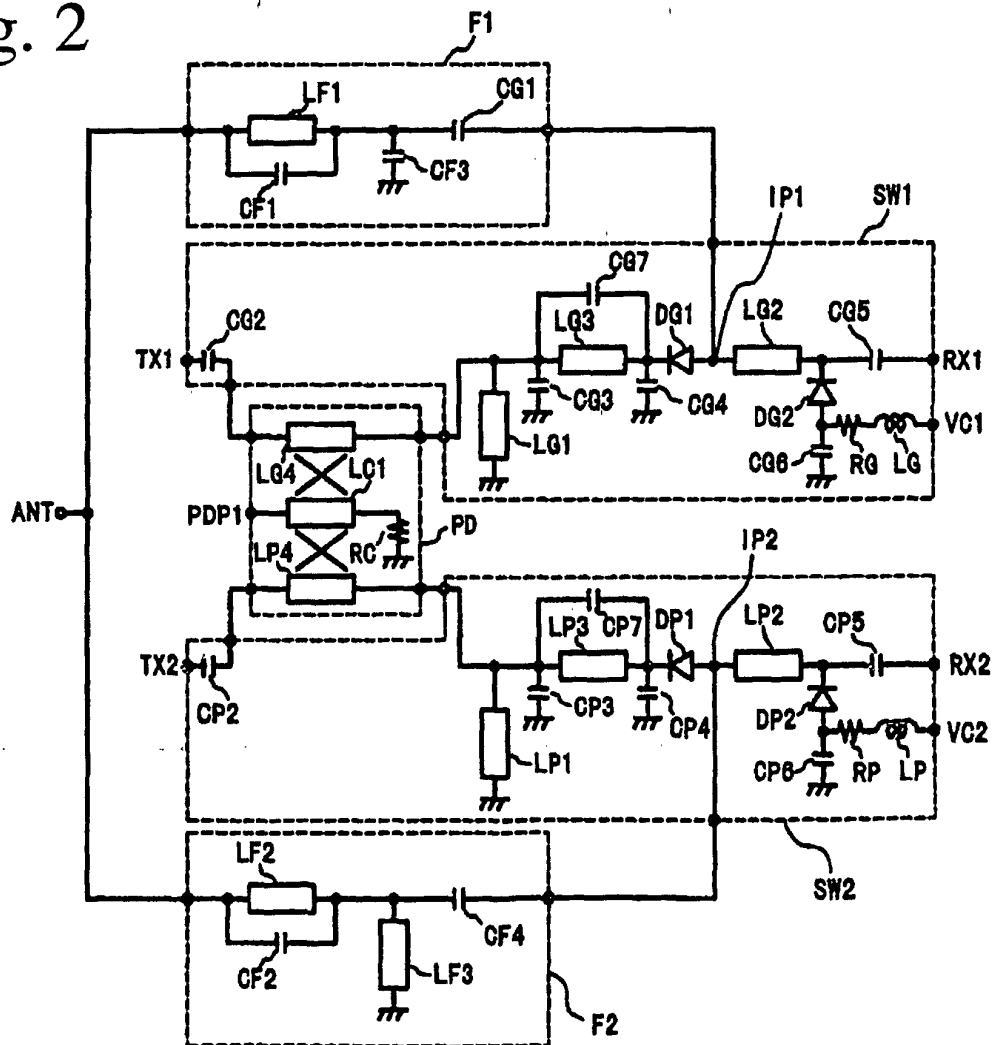 g. 2
F1
LF1
CG1
CF1
CF3
IP1
SW1
CG7
CG2
LG3
DG1
LG2
CG5
TX1
RX1
CG3
CG4
DG2
LG1
VC1
CG6
RG
LG
LG4
LC1
ANT
PDP1
PD
RC
LP4
IP2
CP7
LP3
DP1
LP2
CP5
TX2
RX2
CP2
CP3
CP4
DP2
VC2
LP1
CP6
RP
LP
LF2
SW2
CF4
CF2
LF3
F2